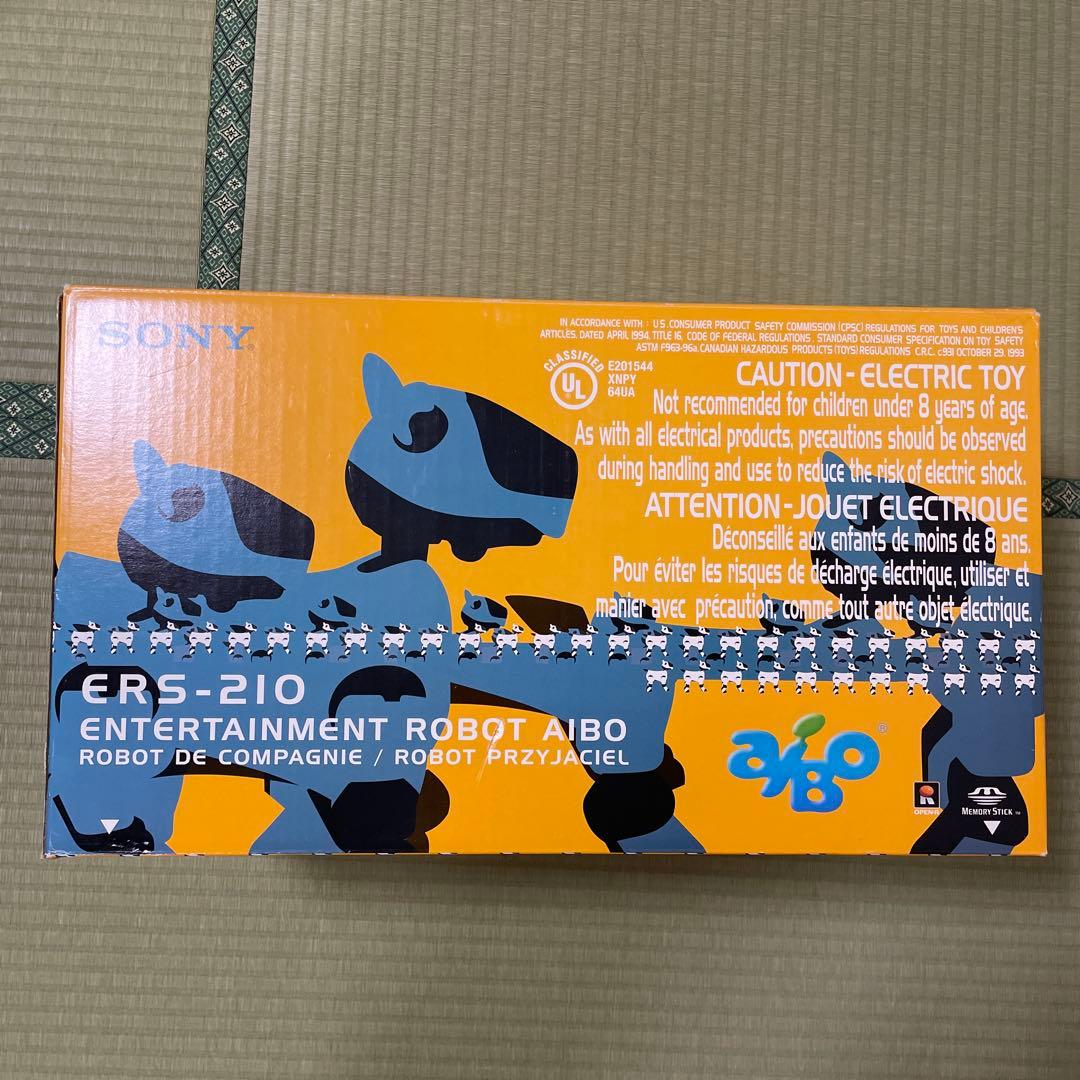 SONY
IN ACCORDANCE WITH : U.S. CONSUMER PRODUCT SAFETY COMMISSION (CPSC) REGULATIONS FOR TOYS AND CHILDREN'S
ARTICLES. DATED APRIL 1994, TITLE 16, CODE OF FEDERAL REGULATIONS. STANDARD CONSUMER SPECIFICATION ON TOY SAFETY
ASTM F963-96a. CANADIAN HAZARDOUS PRODUCTS (TOYS) REGULATIONS C.R.C. c931 OCTOBER 29, 1993
CLASSIFIED
UL
E201544
XNPY
64UA
CAUTION - ELECTRIC TOY
Not recommended for children under 8 years of age.
As with all electrical products, precautions should be observed
during handling and use to reduce the risk of electric shock.
ATTENTION - JOUET ELECTRIQUE
Déconseillé aux enfants de moins de 8 ans.
Pour éviter les risques de décharge électrique, utiliser et
manier avec précaution, comme tout autre objet électrique.
ERS-210
ENTERTAINMENT ROBOT AIBO
ROBOT DE COMPAGNIE / ROBOT PRZYJACIEL
aiBo®
R
OPEN-R
MEMORY STICK ™